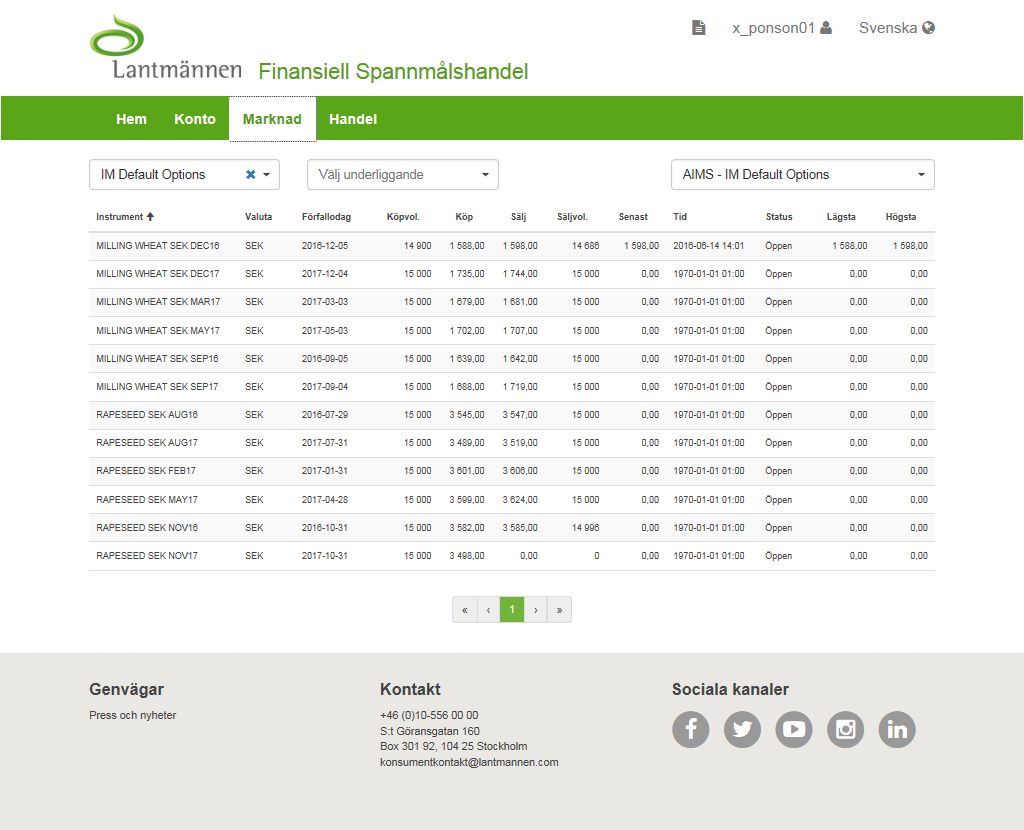 x_ponson01 Svenska
Lantmännen Finansiell Spannmålshandel
Hem Konto Marknad Handel
IM Default Options Välj underliggande AIMS - IM Default Options
Instrument Valuta Förfallodag Köpvol. Köp Sälj Säljvol. Senast Tid Status Lägsta Högsta
MILLING WHEAT SEK DEC16 SEK 2016-12-05 14 900 1 588,00 1 598,00 14 686 1 598,00 2016-06-14 14:01 Öppen 1 588,00 1 598,00
MILLING WHEAT SEK DEC17 SEK 2017-12-04 15 000 1 735,00 1 744,00 15 000 0,00 1970-01-01 01:00 Öppen 0,00 0,00
MILLING WHEAT SEK MAR17 SEK 2017-03-03 15 000 1 679,00 1 681,00 15 000 0,00 1970-01-01 01:00 Öppen 0,00 0,00
MILLING WHEAT SEK MAY17 SEK 2017-05-03 15 000 1 702,00 1 707,00 15 000 0,00 1970-01-01 01:00 Öppen 0,00 0,00
MILLING WHEAT SEK SEP16 SEK 2016-09-05 15 000 1 639,00 1 642,00 15 000 0,00 1970-01-01 01:00 Öppen 0,00 0,00
MILLING WHEAT SEK SEP17 SEK 2017-09-04 15 000 1 688,00 1 719,00 15 000 0,00 1970-01-01 01:00 Öppen 0,00 0,00
RAPESEED SEK AUG16 SEK 2016-07-29 15 000 3 545,00 3 547,00 15 000 0,00 1970-01-01 01:00 Öppen 0,00 0,00
RAPESEED SEK AUG17 SEK 2017-07-31 15 000 3 489,00 3 519,00 15 000 0,00 1970-01-01 01:00 Öppen 0,00 0,00
RAPESEED SEK FEB17 SEK 2017-01-31 15 000 3 601,00 3 606,00 15 000 0,00 1970-01-01 01:00 Öppen 0,00 0,00
RAPESEED SEK MAY17 SEK 2017-04-28 15 000 3 599,00 3 624,00 15 000 0,00 1970-01-01 01:00 Öppen 0,00 0,00
RAPESEED SEK NOV16 SEK 2016-10-31 15 000 3 582,00 3 585,00 14 996 0,00 1970-01-01 01:00 Öppen 0,00 0,00
RAPESEED SEK NOV17 SEK 2017-10-31 15 000 3 498,00 0,00 0 0,00 1970-01-01 01:00 Öppen 0,00 0,00
« ‹ 1 › »
Genvägar Kontakt Sociala kanaler
Press och nyheter
+46 (0)10-556 00 00
S:t Göransgatan 160
Box 301 92, 104 25 Stockholm
konsumentkontakt@lantmannen.com